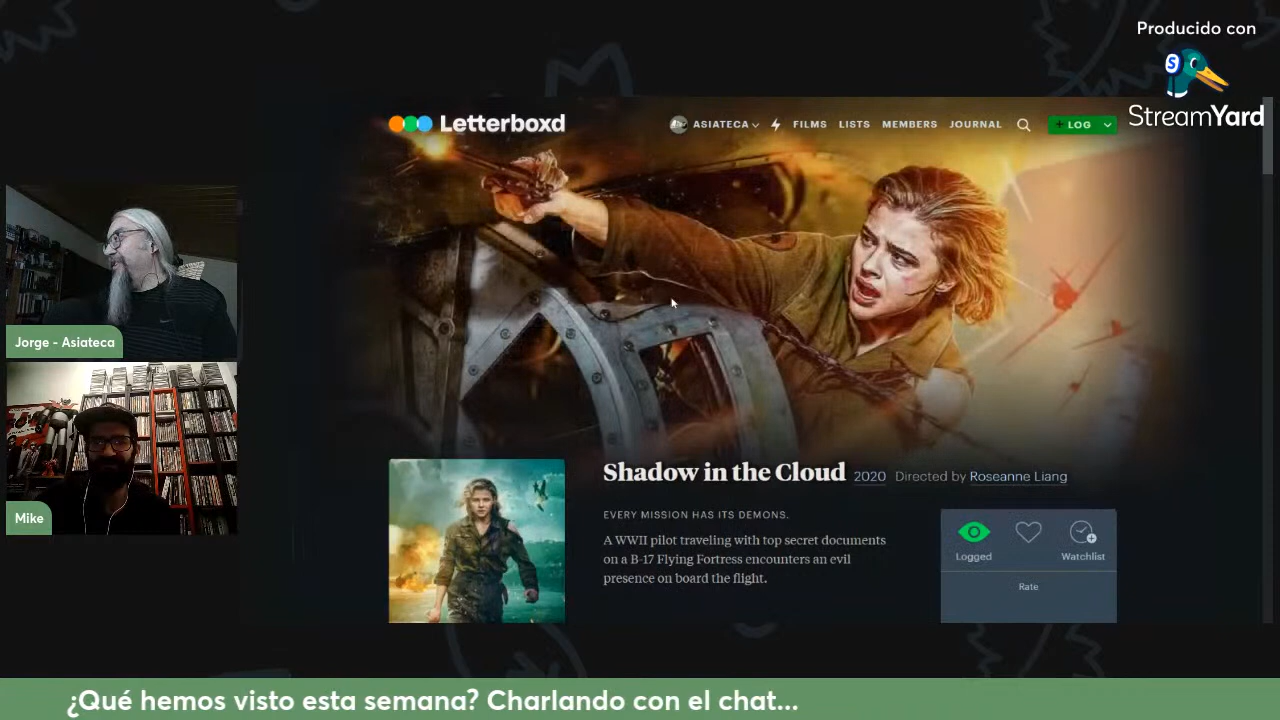 Producido con
StreamYard
Letterboxd
ASIATECA
FILMS
LISTS
MEMBERS
JOURNAL
+ LOG
Jorge - Asiateca
Mike
Shadow in the Cloud 2020 Directed by Roseanne Liang
EVERY MISSION HAS ITS DEMONS.
A WWII pilot traveling with top secret documents
on a B-17 Flying Fortress encounters an evil
presence on board the flight.
Logged
Watchlist
Rate
¿Qué hemos visto esta semana? Charlando con el chat...